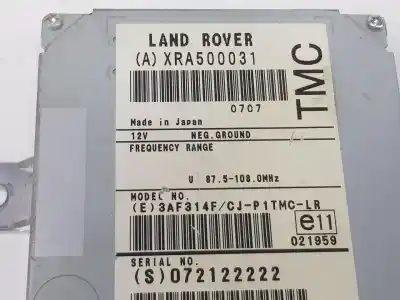 LAND ROVER
(A) XRA500031
TMC
0707
Made in Japan
12V NEG.GROUND
FREQUENCY RANGE
U 87.5-108.0MHz
MODEL NO.
(E)3AF314F/CJ-P1TMC-LR
e11
021959
SERIAL NO.
(S)072122222